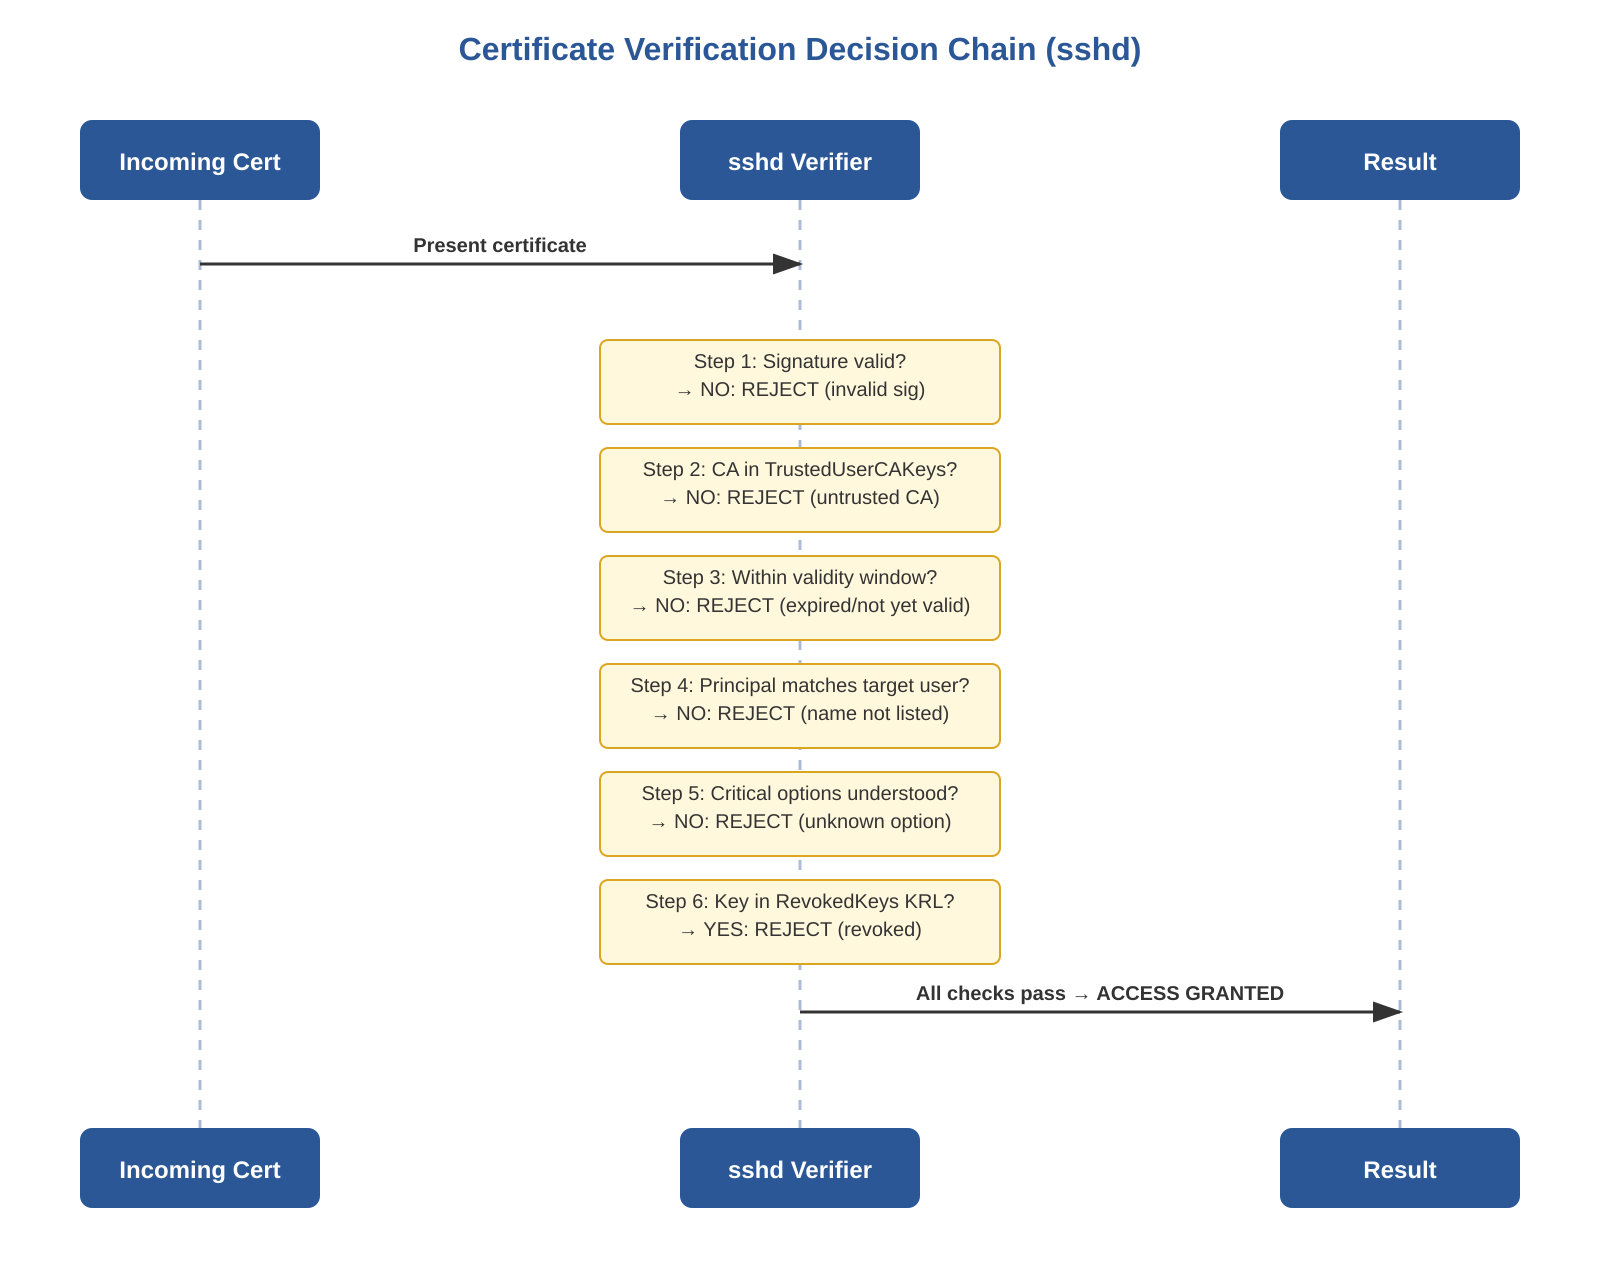 Certificate Verification Decision Chain (sshd)
Incoming Cert
sshd Verifier
Result
Present certificate
Step 1: Signature valid?
→ NO: REJECT (invalid sig)
Step 2: CA in TrustedUserCAKeys?
→ NO: REJECT (untrusted CA)
Step 3: Within validity window?
→ NO: REJECT (expired/not yet valid)
Step 4: Principal matches target user?
→ NO: REJECT (name not listed)
Step 5: Critical options understood?
→ NO: REJECT (unknown option)
Step 6: Key in RevokedKeys KRL?
→ YES: REJECT (revoked)
All checks pass → ACCESS GRANTED
Incoming Cert
sshd Verifier
Result